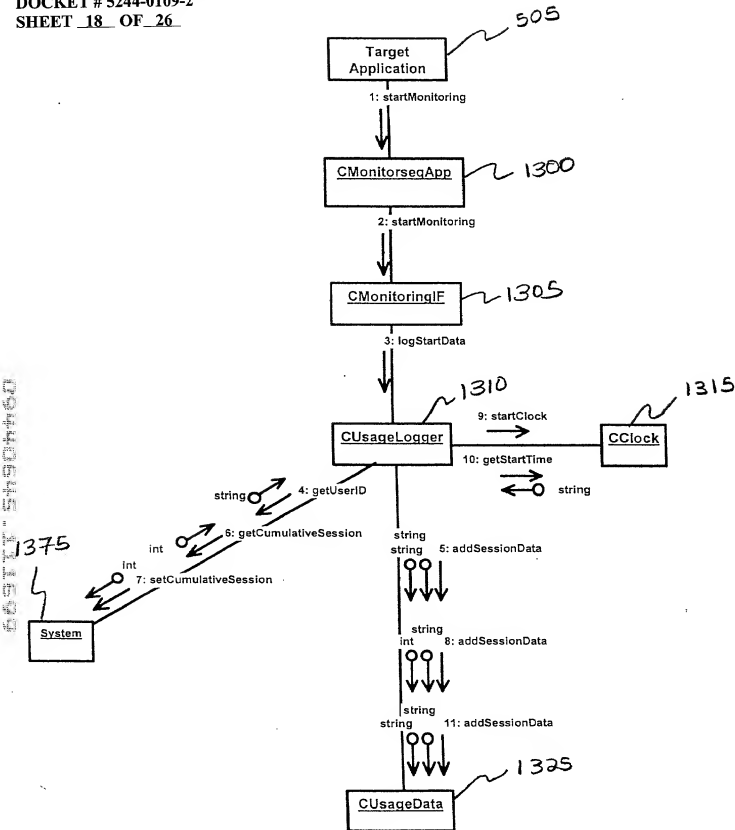 DOCKET # 5244-0109-2
SHEET 18 OF 26
505
Target
Application
1: startMonitoring
CMonitorseqApp
1300
2: startMonitoring
CMonitoringIF
1305
3: logStartData
1310
1315
CUsageLogger
9: startClock
CClock
10: getStartTime
string
string
4: getUserID
int
6: getCumulativeSession
1375
int
7: setCumulativeSession
System
string
string
5: addSessionData
string
int
8: addSessionData
string
string
11: addSessionData
1325
CUsageData